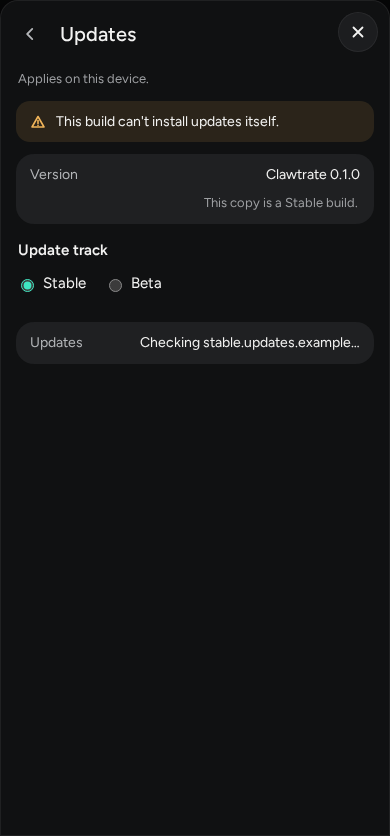 Updates
Applies on this device.
This build can't install updates itself.
Version
Clawtrate 0.1.0
This copy is a Stable build.
Update track
Stable
Beta
Updates
Checking stable.updates.example…